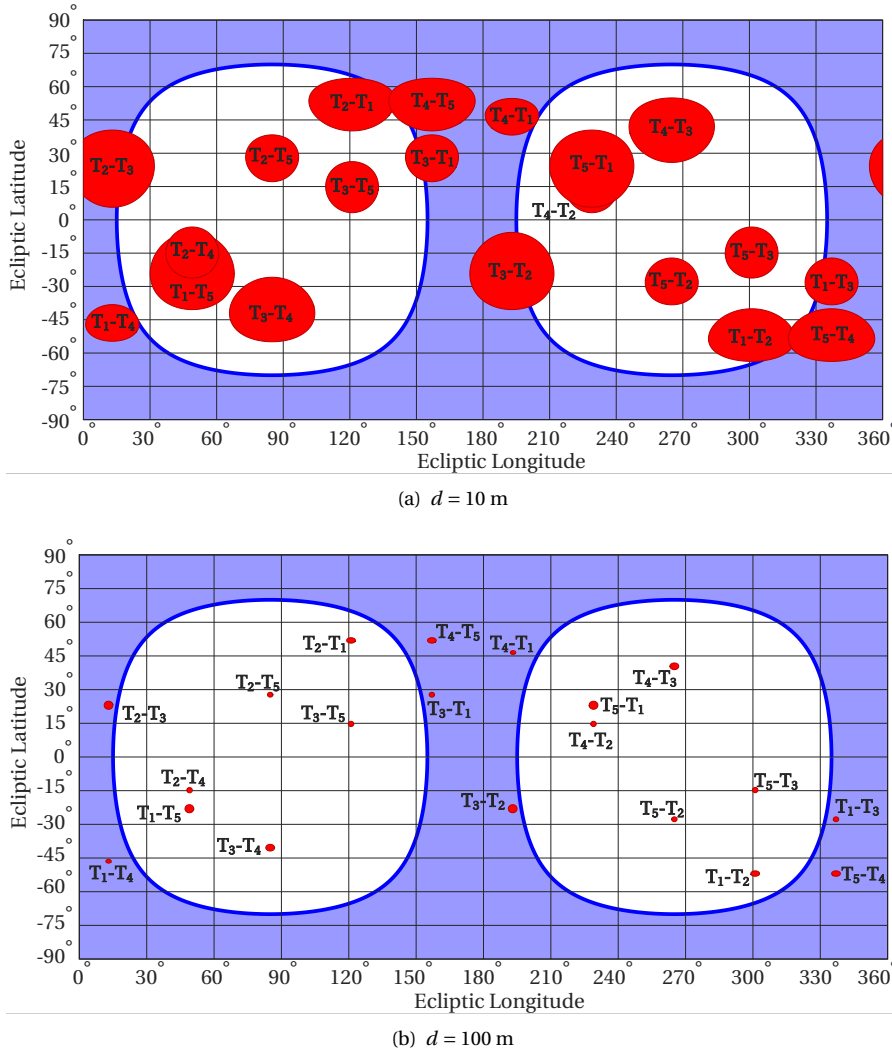 90°
75°
60°
45°
30°
15°
0°
-15°
-30°
-45°
-60°
-75°
-90°
Ecliptic Latitude
T₂–T₁
T₄–T₅
T₄–T₁
T₄–T₃
T₂–T₃
T₂–T₅
T₃–T₁
T₅–T₁
T₃–T₅
T₄–T₂
T₂–T₄
T₅–T₃
T₃–T₂
T₁–T₅
T₅–T₂
T₁–T₃
T₃–T₄
T₁–T₄
T₁–T₂
T₅–T₄
0° 30° 60° 90° 120° 150° 180° 210° 240° 270° 300° 330° 360°
Ecliptic Longitude
(a) d = 10 m
90°
75°
60°
45°
30°
15°
0°
-15°
-30°
-45°
-60°
-75°
-90°
Ecliptic Latitude
T₂–T₁
T₄–T₅
T₄–T₁
T₂–T₅
T₄–T₃
T₂–T₃
T₃–T₅
T₃–T₁
T₅–T₁
T₄–T₂
T₂–T₄
T₅–T₃
T₁–T₅
T₃–T₂
T₅–T₂
T₁–T₃
T₃–T₄
T₁–T₄
T₁–T₂
T₅–T₄
0° 30° 60° 90° 120° 150° 180° 210° 240° 270° 300° 330° 360°
Ecliptic Longitude
(b) d = 100 m